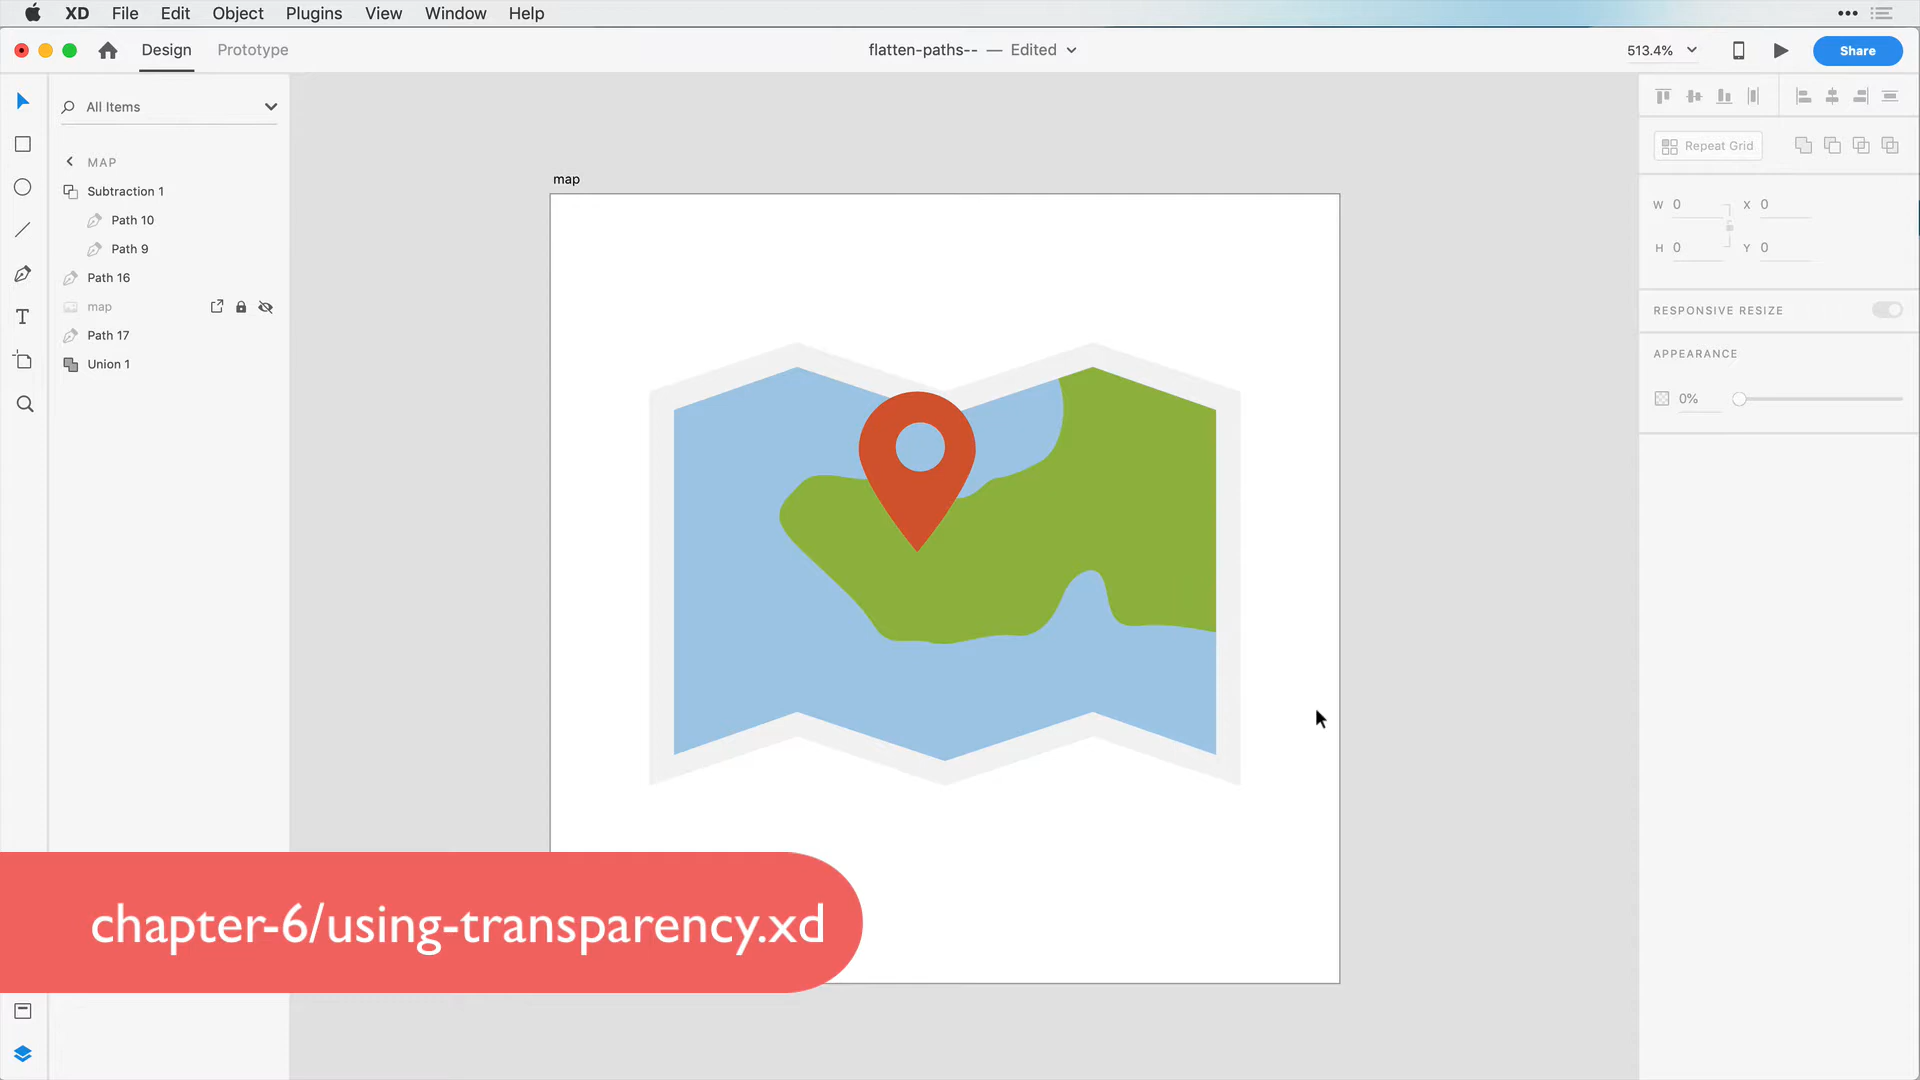 XD File Edit Object Plugins View Window Help
Design Prototype flatten-paths-- — Edited 513.4% Share
All Items
MAP
Subtraction 1
Path 10
Path 9
Path 16
map
Path 17
Union 1
map
Repeat Grid
W 0 X 0
H 0 Y 0
RESPONSIVE RESIZE
APPEARANCE
0%
chapter-6/using-transparency.xd